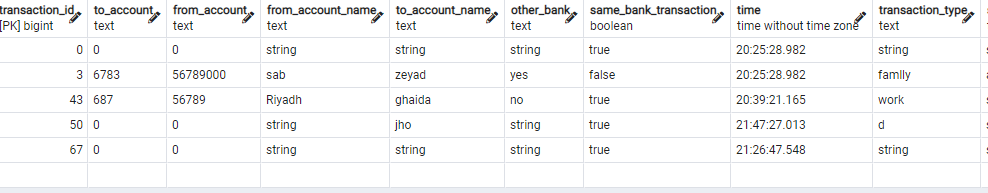 transaction_id to_account from_account from_account_name to_account_name other_bank same_bank_transaction time transaction_type
[PK] bigint text text text text text boolean time without time zone text
0 0 0 string string string true 20:25:28.982 string
3 6783 56789000 sab zeyad yes false 20:25:28.982 famlly
43 687 56789 Riyadh ghaida no true 20:39:21.165 work
50 0 0 string jho string true 21:47:27.013 d
67 0 0 string string string true 21:26:47.548 string